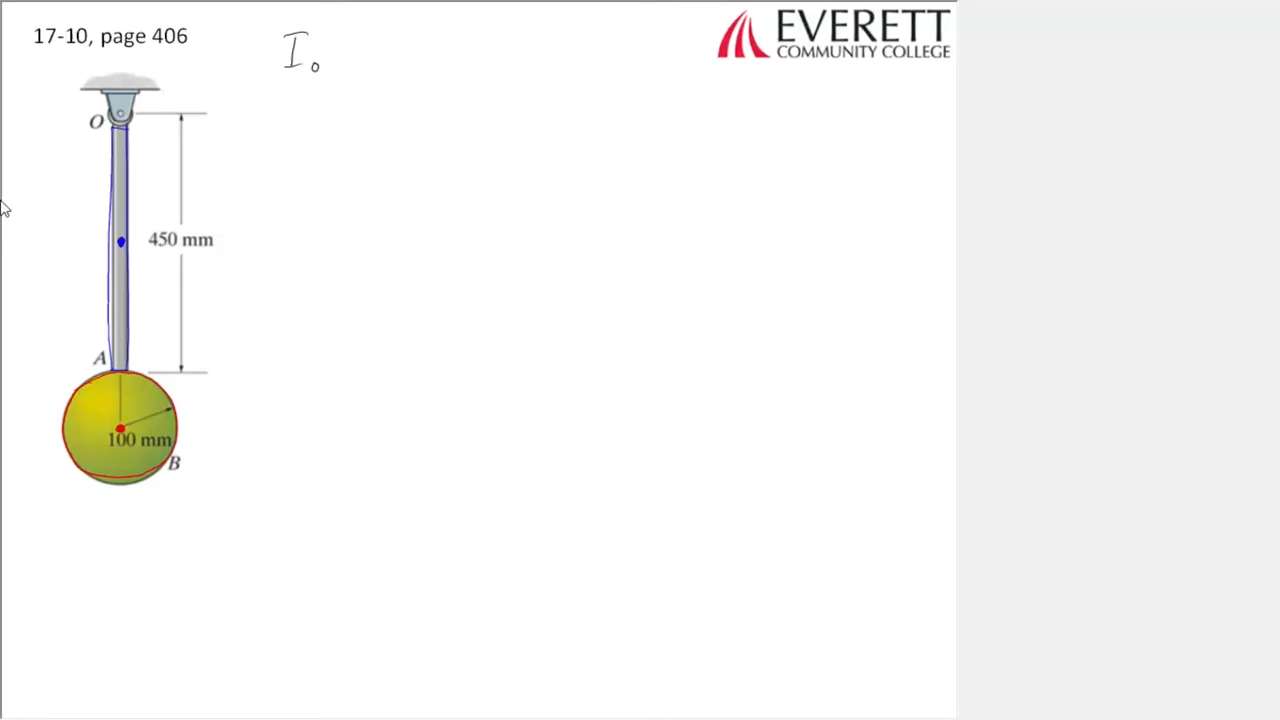 17-10, page 406
I₀
EVERETT
COMMUNITY COLLEGE
O
450 mm
A
100 mm
B